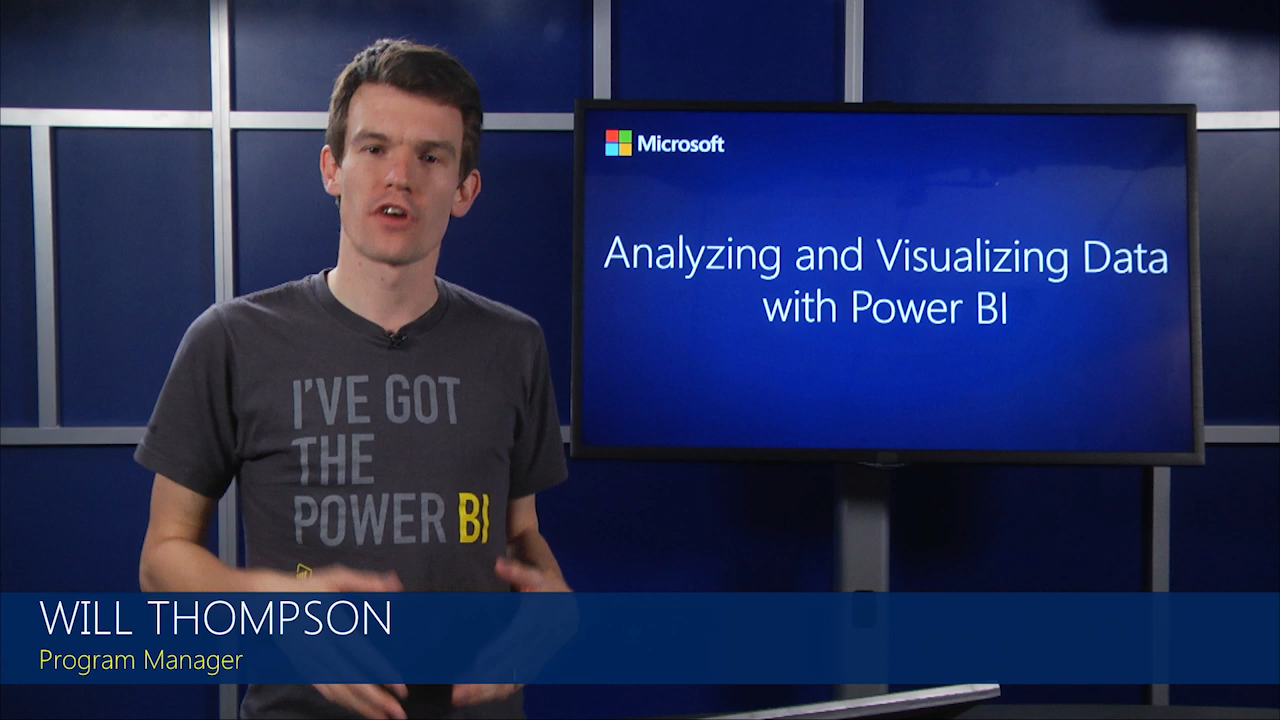 Microsoft
Analyzing and Visualizing Data
with Power BI
I'VE GOT
THE
POWER BI
WILL THOMPSON
Program Manager